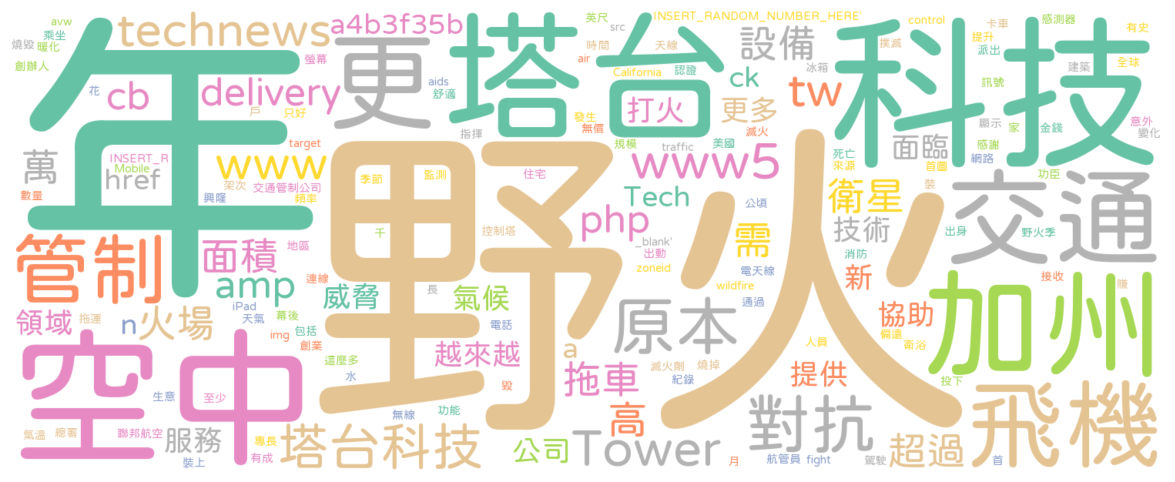 野火
年
科技
塔台
空中
交通
加州
飛機
更
管制
原本
對抗
塔台科技
Tower
technews
a4b3f35b
cb
delivery
www
www5
tw
設備
ck
打火
更多
href
萬
php
Tech
衛星
需
技術
面臨
面積
amp
威脅
氣候
新
協助
領域
n
火場
越來越
a
拖車
提供
高
公司
服務
超過
avw
乘坐
燒毀
暖化
創辦人
花
螢幕
aids
舒適
戶
只好
target
INSERT_R
Mobile
數量
興隆
架次
交通管制公司
頻率
季節
監測
千
指揮
英尺
src
INSERT_RANDOM_NUMBER_HERE'
時間
天線
air
California
認證
發生
無償
滅火
規模
traffic
美國
住宅
control
撲滅
卡車
提升
派出
感測器
有史
建築
全球
冰箱
訊號
顯示
家
金錢
意外
變化
死亡
來源
首圖
感謝
網路
功臣
裝
出身
野火季
消防
接收
賺
_blank'
出動
zoneid
公頃
電天線
wildfire
通過
控制塔
地區
連線
iPad
天氣
拖運
幕後
img
包括
創業
這麼多
長
電話
水
毀
滅火劑
燒掉
紀錄
人員
偏遠
衛浴
投下
生意
至少
無線
功能
氣溫
總署
聯邦航空
專長
裝上
有成
月
航管員
fight
駕駛
首